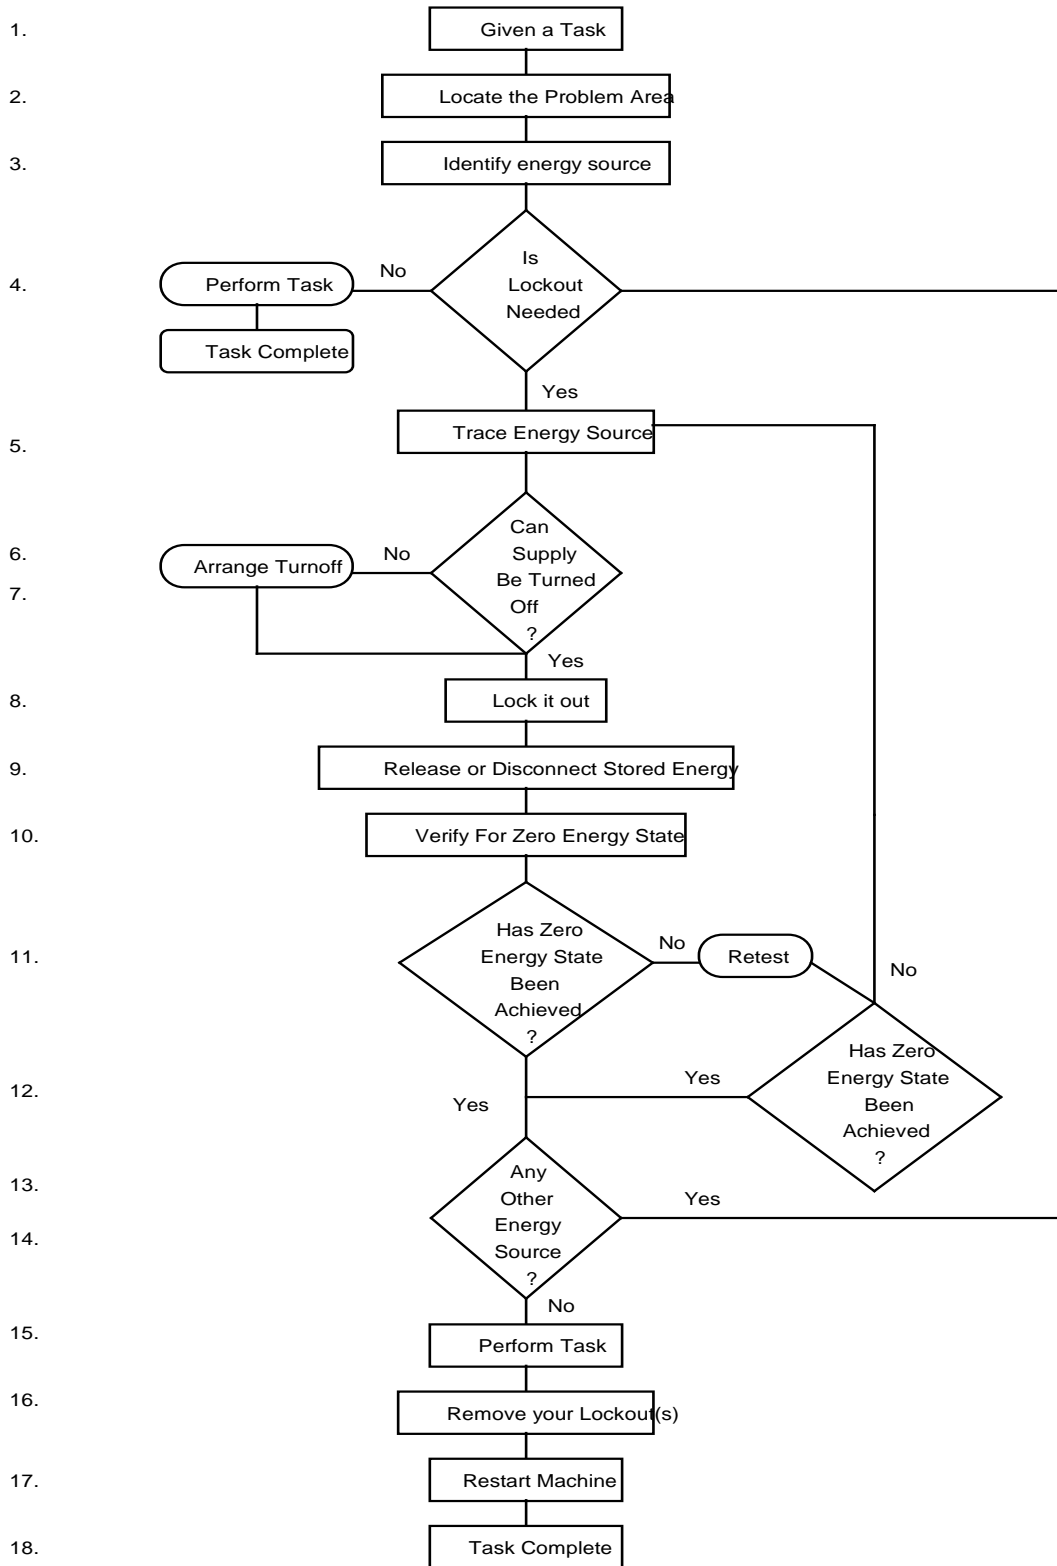 1.
Given a Task
2.
Locate the Problem Area
3.
Identify energy source
4.
Perform Task
No
Is
Lockout
Needed
Task Complete
Yes
5.
Trace Energy Source
6.
7.
Arrange Turnoff
No
Can
Supply
Be Turned
Off
?
Yes
8.
Lock it out
9.
Release or Disconnect Stored Energy
10.
Verify For Zero Energy State
11.
Has Zero
Energy State
Been
Achieved
?
No
Retest
No
12.
Yes
Yes
Has Zero
Energy State
Been
Achieved
?
13.
14.
Any
Other
Energy
Source
?
Yes
No
15.
Perform Task
16.
Remove your Lockout(s)
17.
Restart Machine
18.
Task Complete